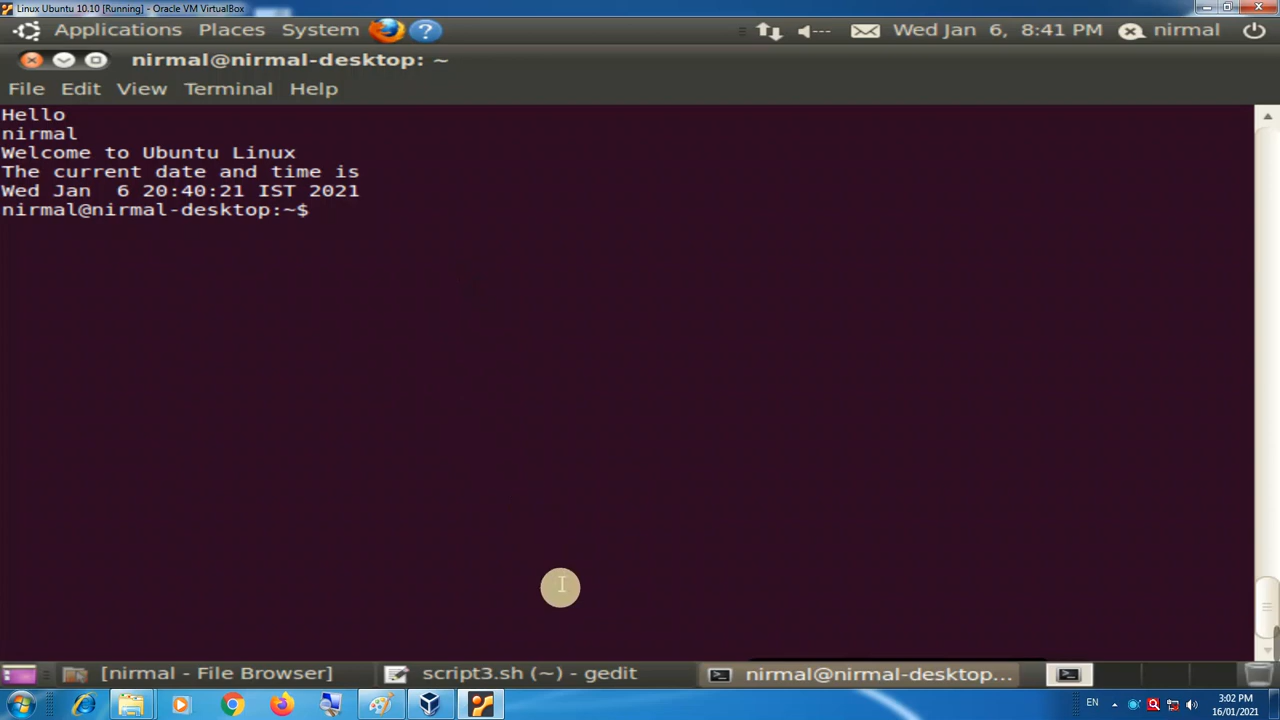 Linux Ubuntu 10.10 [Running] - Oracle VM VirtualBox
Applications Places System ? Wed Jan 6, 8:41 PM nirmal
nirmal@nirmal-desktop: ~
File Edit View Terminal Help
Hello
nirmal
Welcome to Ubuntu Linux
The current date and time is
Wed Jan  6 20:40:21 IST 2021
nirmal@nirmal-desktop:~$
[nirmal - File Browser] script3.sh (~) - gedit nirmal@nirmal-desktop...
EN 3:02 PM
16/01/2021